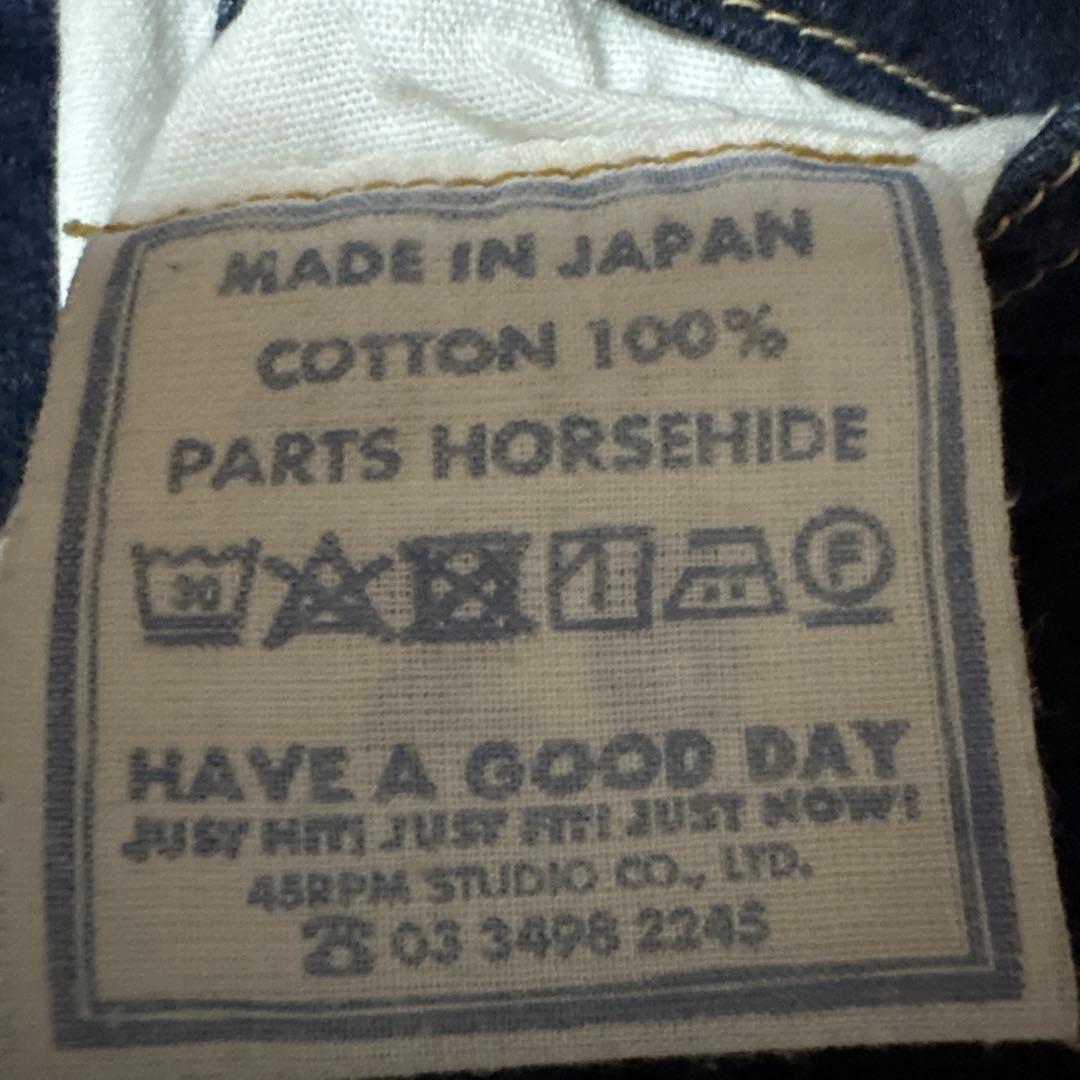 MADE IN JAPAN
COTTON 100%
PARTS HORSEHIDE
30 F
HAVE A GOOD DAY
JUST HIT! JUST FIT! JUST NOW!
45RPM STUDIO CO., LTD.
☎ 03 3498 2245